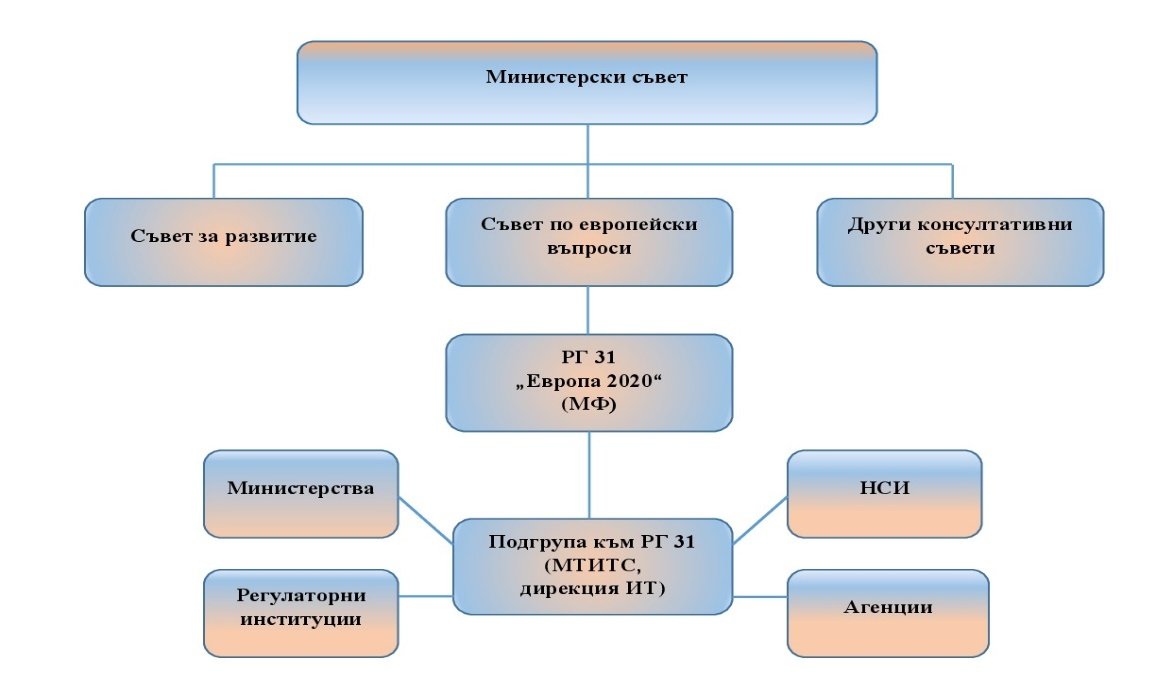 Министерски съвет
Съвет за развитие
Съвет по европейски
въпроси
Други консултативни
съвети
РГ 31
„Европа 2020“
(МФ)
Министерства
НСИ
Подгрупа към РГ 31
(МТИТС,
дирекция ИТ)
Регулаторни
институции
Агенции